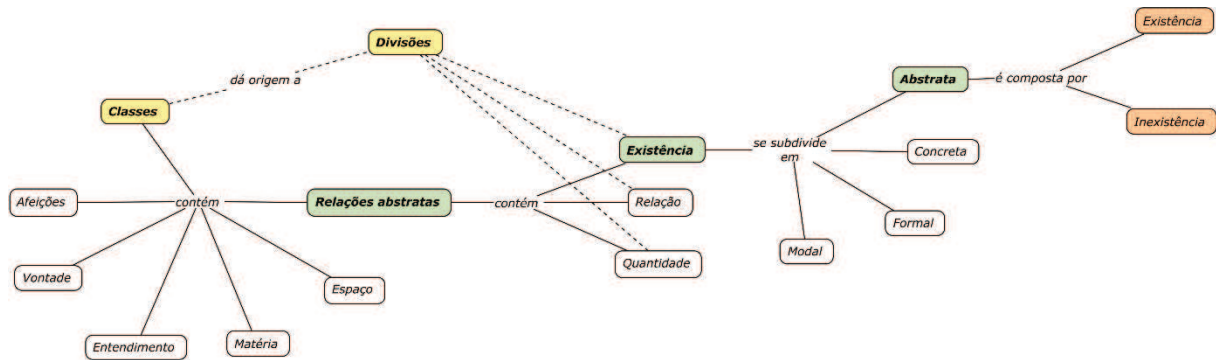 Existência
Divisões
Abstrata
é composta por
dá origem a
Classes
Inexistência
Existência
se subdivide
em
Concreta
Afeições
contém
Relações abstratas
contém
Relação
Formal
Modal
Quantidade
Vontade
Espaço
Entendimento
Matéria